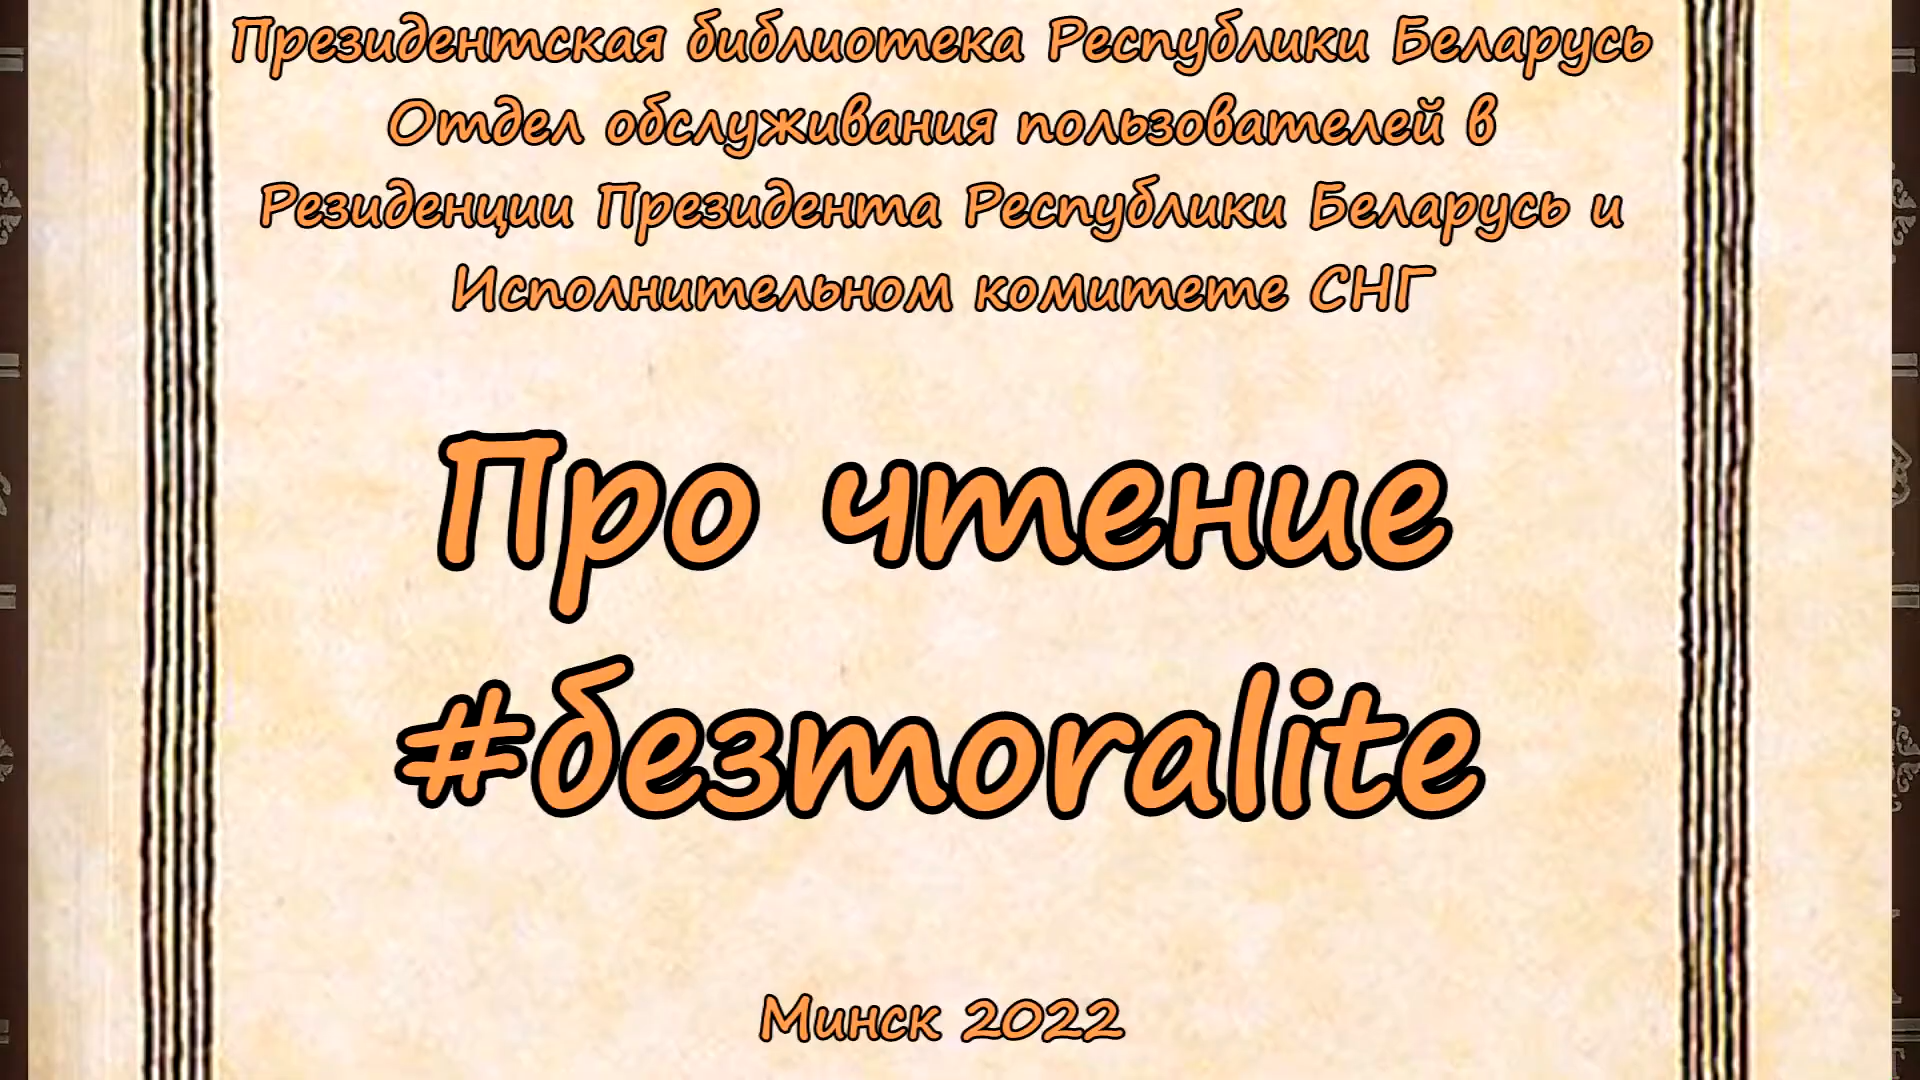 Президентская библиотека Республики Беларусь
Отдел обслуживания пользователей в
Резиденции Президента Республики Беларусь и
Исполнительном комитете СНГ
Про чтение
#безmoralite
Минск 2022